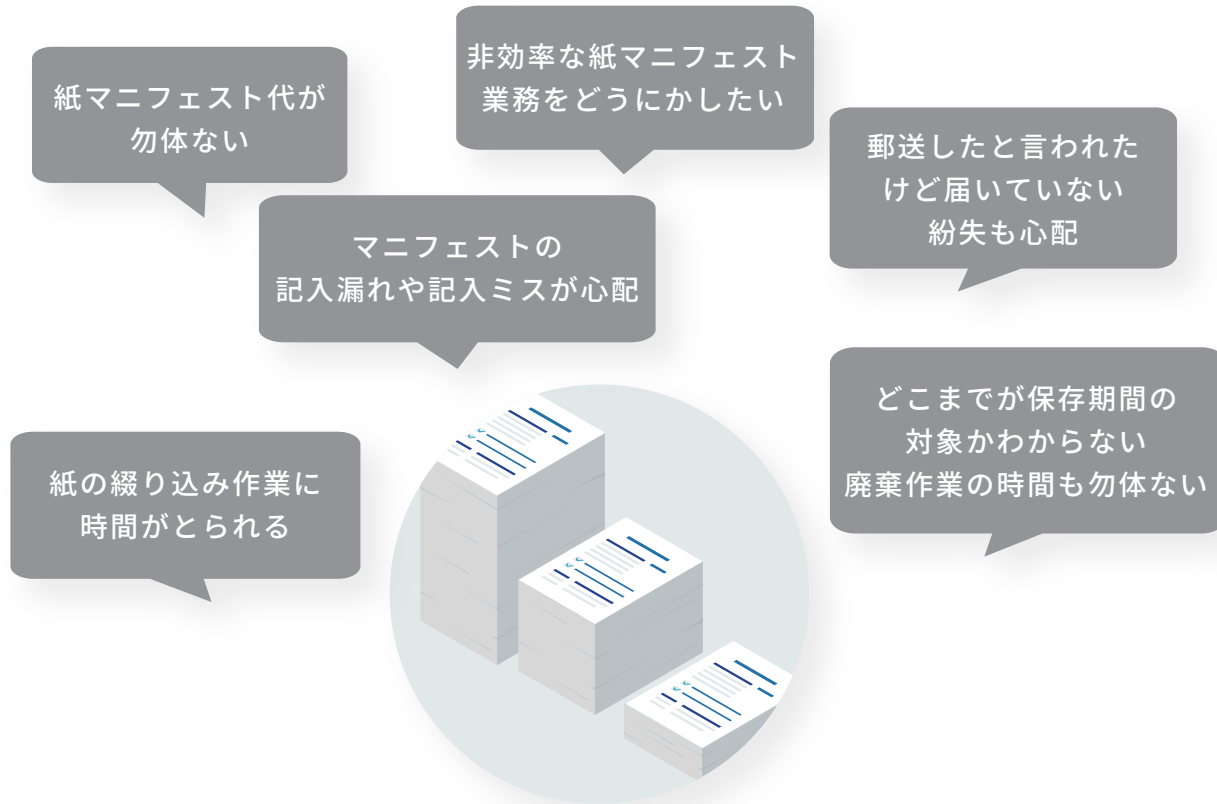 紙マニフェスト代が
勿体ない
非効率な紙マニフェスト
業務をどうにかしたい
郵送したと言われた
けど届いていない
紛失も心配
マニフェストの
記入漏れや記入ミスが心配
どこまでが保存期間の
対象かわからない
廃棄作業の時間も勿体ない
紙の綴り込み作業に
時間がとられる